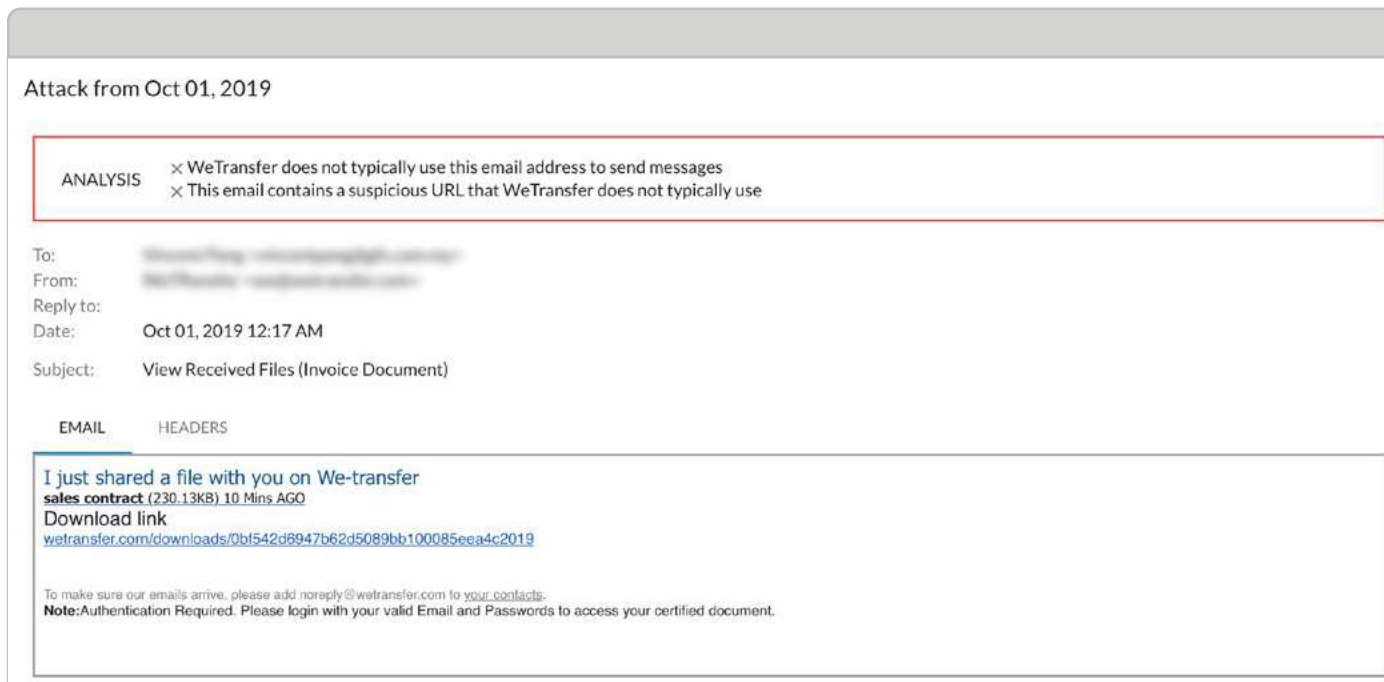 Attack from Oct 01, 2019
ANALYSIS
× WeTransfer does not typically use this email address to send messages
× This email contains a suspicious URL that WeTransfer does not typically use
To:
From:
Reply to:
Date: Oct 01, 2019 12:17 AM
Subject: View Received Files (Invoice Document)
EMAIL HEADERS
I just shared a file with you on We-transfer
sales contract (230.13KB) 10 Mins AGO
Download link
wetransfer.com/downloads/0bf542d6947b62d5089bb100085eea4c2019
To make sure our emails arrive, please add noreply@wetransfer.com to your contacts.
Note:Authentication Required. Please login with your valid Email and Passwords to access your certified document.